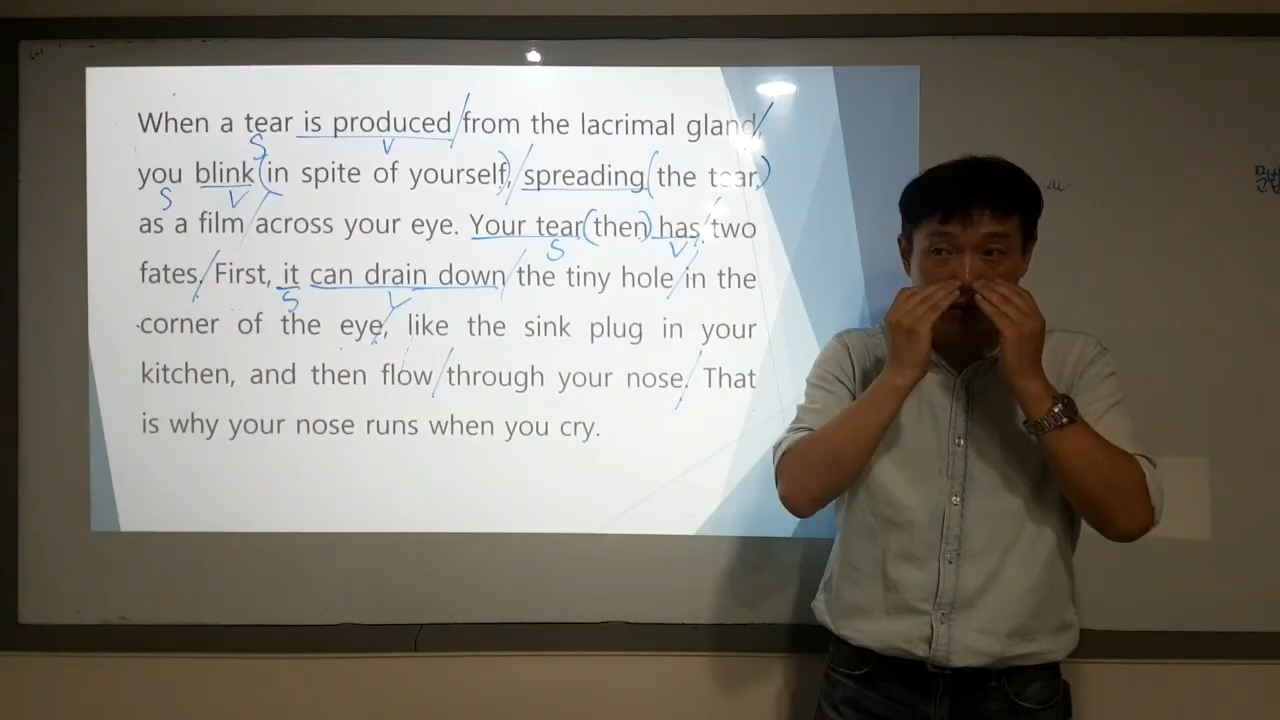 When a tear is produced from the lacrimal gland,
you blink in spite of yourself, spreading the tear,
as a film across your eye. Your tear then has two
fates. First, it can drain down the tiny hole in the
corner of the eye, like the sink plug in your
kitchen, and then flow through your nose. That
is why your nose runs when you cry.
S V
S V
S V
S V